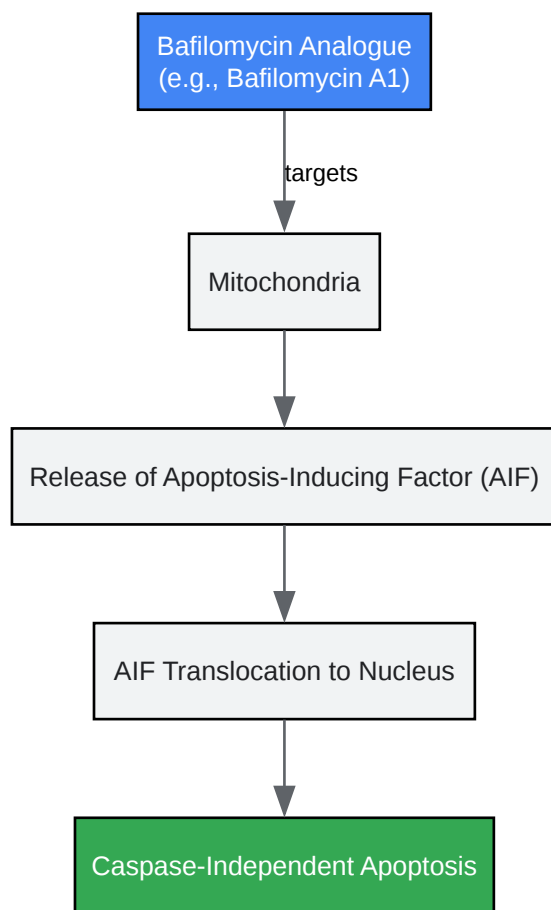 Bafilomycin Analogue
(e.g., Bafilomycin A1)
targets
Mitochondria
Release of Apoptosis-Inducing Factor (AIF)
AIF Translocation to Nucleus
Caspase-Independent Apoptosis